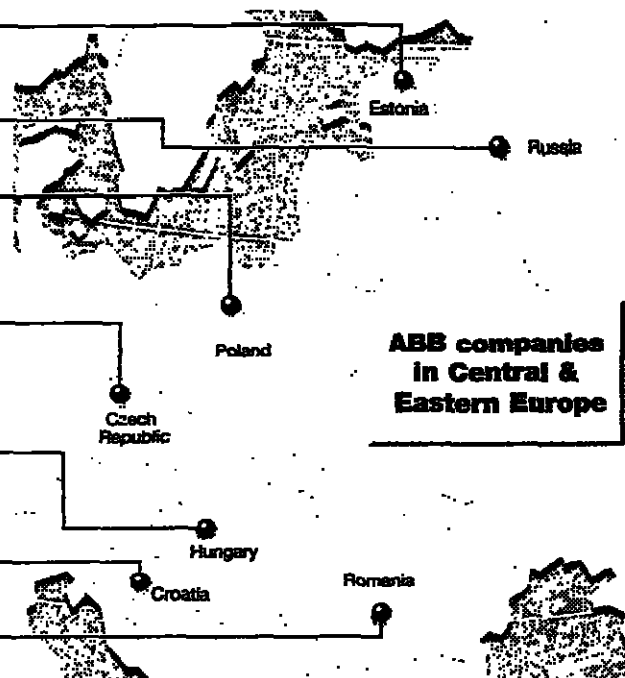 Estonia
Russia
Poland
ABB companies
in Central &
Eastern Europe
Czech
Republic
Hungary
Croatia
Romania